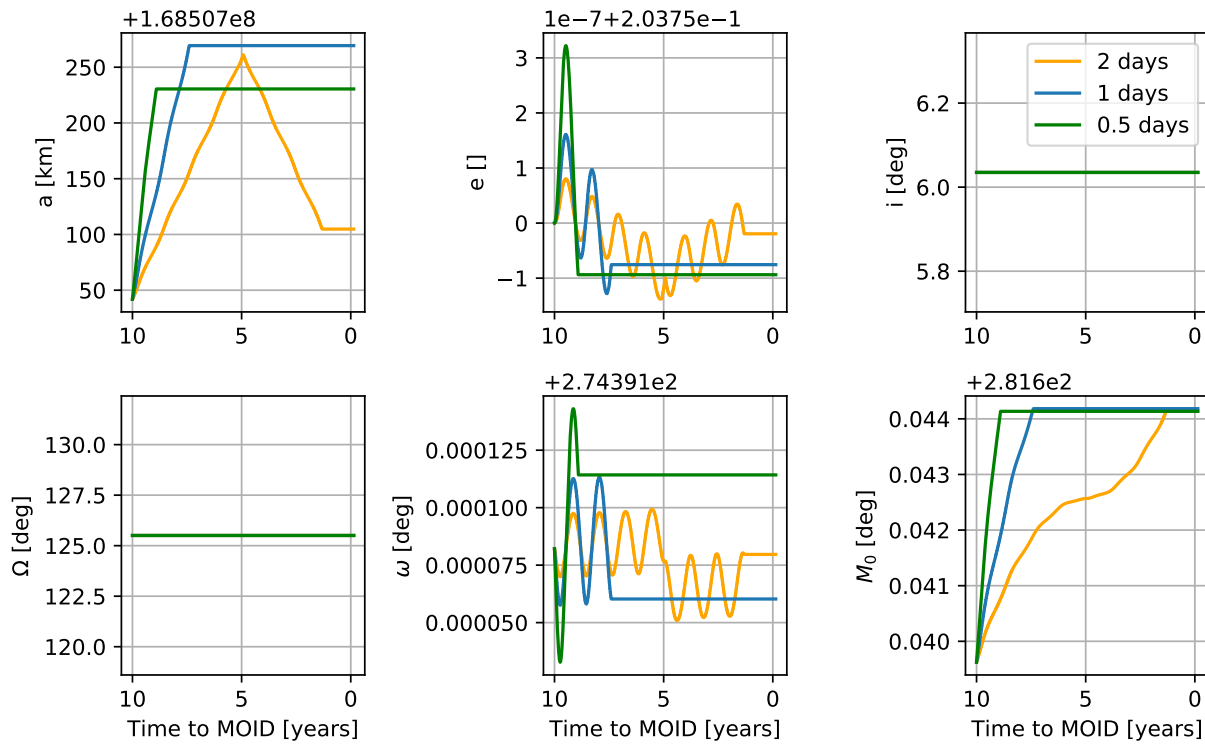 +1.68507e8
250
200
150
100
50
a [km]
10
5
0
1e−7+2.0375e−1
3
2
1
0
−1
e []
10
5
0
6.2
6.0
5.8
i [deg]
10
5
0
2 days
1 days
0.5 days
130.0
127.5
125.0
122.5
120.0
Ω [deg]
10
5
0
Time to MOID [years]
+2.74391e2
0.000125
0.000100
0.000075
0.000050
ω [deg]
10
5
0
Time to MOID [years]
+2.816e2
0.044
0.043
0.042
0.041
0.040
M₀ [deg]
10
5
0
Time to MOID [years]